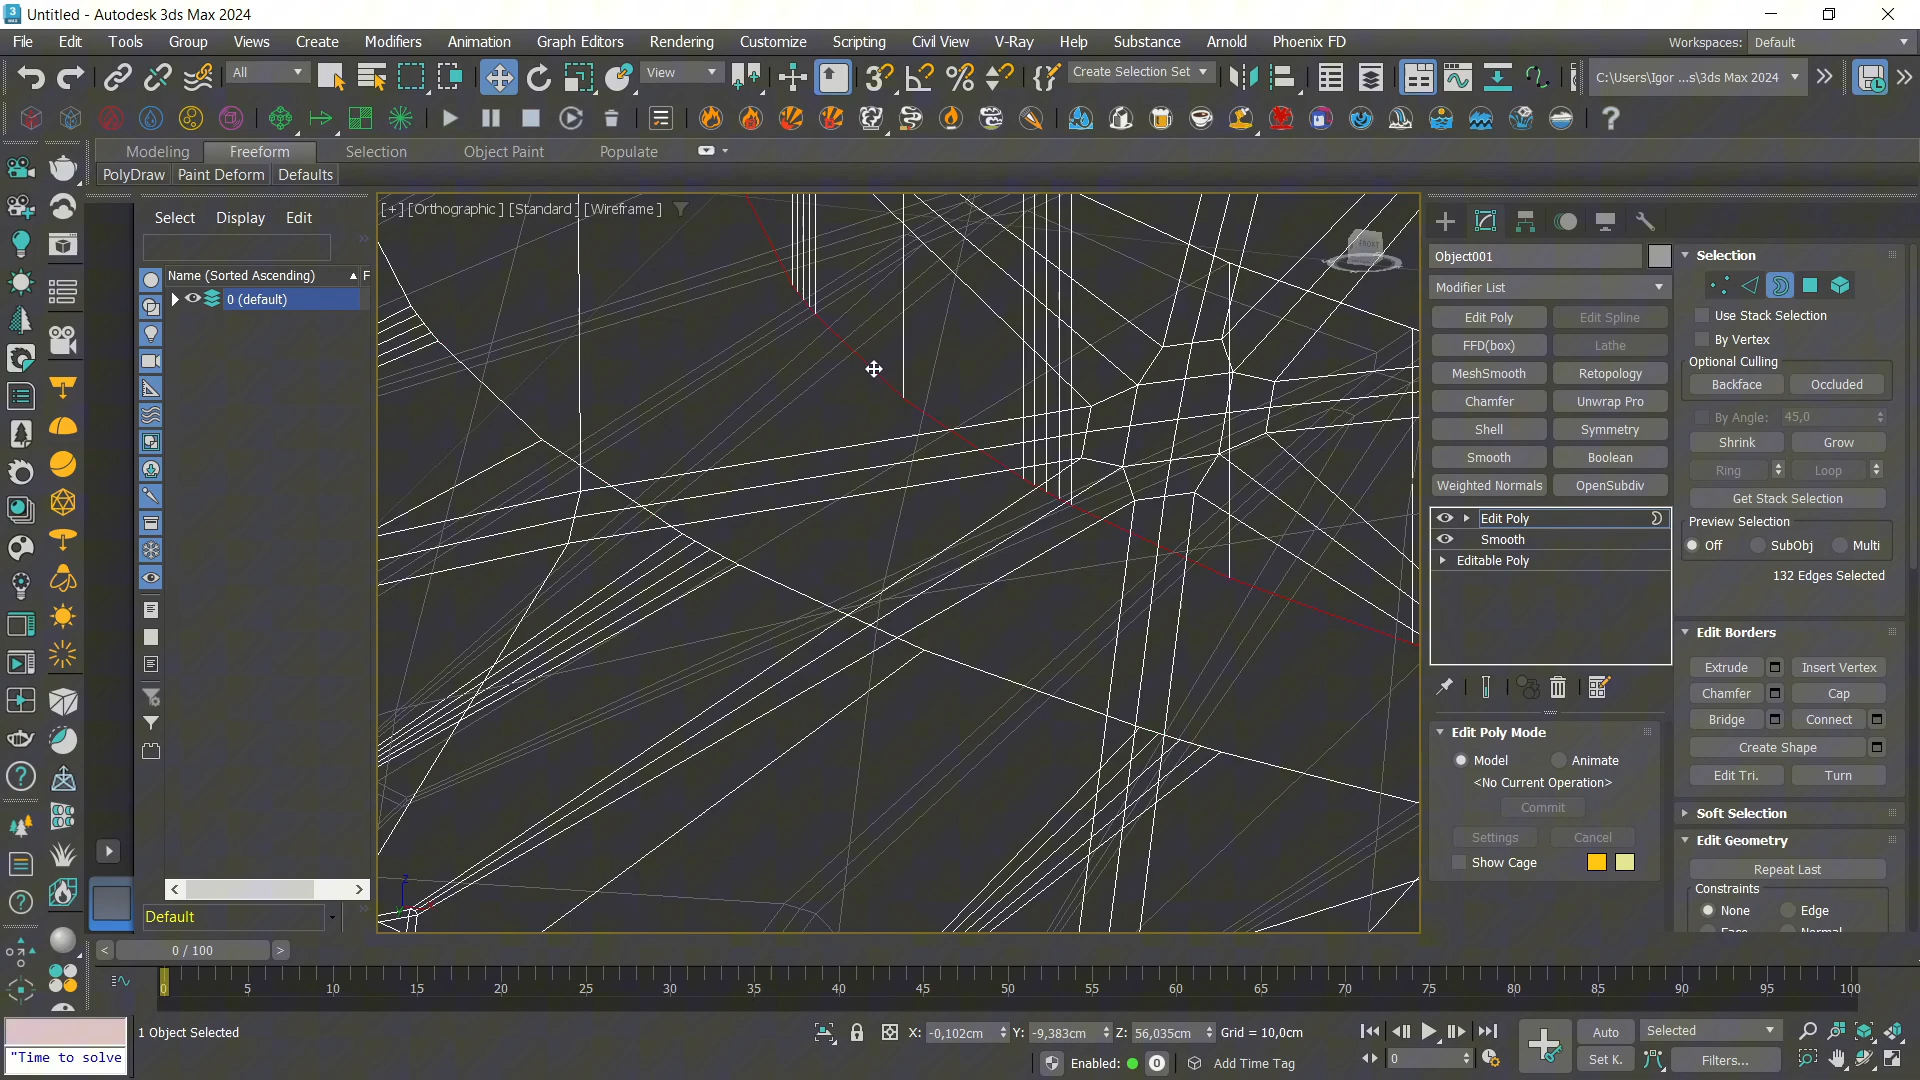 Untitled - Autodesk 3ds Max 2024
File Edit Tools Group Views Create Modifiers Animation Graph Editors Rendering Customize Scripting Civil View V-Ray Help Substance Arnold Phoenix FD Workspaces: Default
All View Create Selection Set C:\Users\Igor ...s\3ds Max 2024
Modeling Freeform Selection Object Paint Populate
PolyDraw Paint Deform Defaults
Select Display Edit
[+] [Orthographic ] [Standard ] [Wireframe ]
FRONT
Name (Sorted Ascending) F
0 (default)
Object001
Modifier List
Edit Poly Edit Spline
FFD(box) Lathe
MeshSmooth Retopology
Chamfer Unwrap Pro
Shell Symmetry
Smooth Boolean
Weighted Normals OpenSubdiv
Edit Poly
Smooth
Editable Poly
Edit Poly Mode
Model Animate
<No Current Operation>
Commit
Settings Cancel
Show Cage
Selection
Use Stack Selection
By Vertex
Optional Culling
Backface Occluded
By Angle: 45,0
Shrink Grow
Ring Loop
Get Stack Selection
Preview Selection
Off SubObj Multi
132 Edges Selected
Edit Borders
Extrude Insert Vertex
Chamfer Cap
Bridge Connect
Create Shape
Edit Tri. Turn
Soft Selection
Edit Geometry
Repeat Last
Constraints
None Edge
Face Normal
z
Default
0 / 100
0 5 10 15 20 25 30 35 40 45 50 55 60 65 70 75 80 85 90 95 100
1 Object Selected
X: -0,102cm Y: -9,383cm Z: 56,035cm Grid = 10,0cm
Auto Selected
"Time to solve
Enabled: 0 Add Time Tag
0
Set K. Filters...